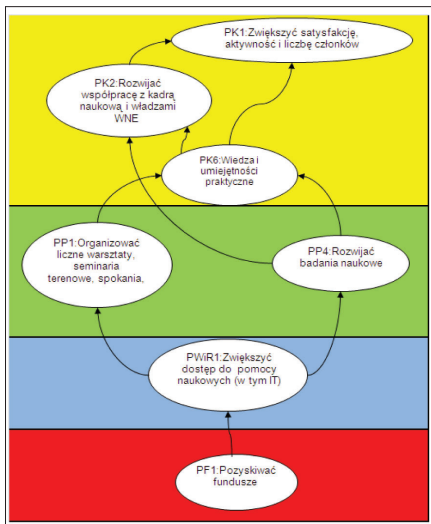 PK1:Zwiększyć satysfakcję,
aktywność i liczbę członków
PK2:Rozwijać
współpracę z kadrą
naukową i władzami
WNE
PK6:Wiedza i
umiejętności
praktyczne
PP1:Organizować
liczne warsztaty,
seminaria
terenowe, spokania,
PP4:Rozwijać
badania naukowe
PWiR1:Zwiększyć
dostęp do pomocy
naukowych (w tym IT)
PF1:Pozyskiwać
fundusze